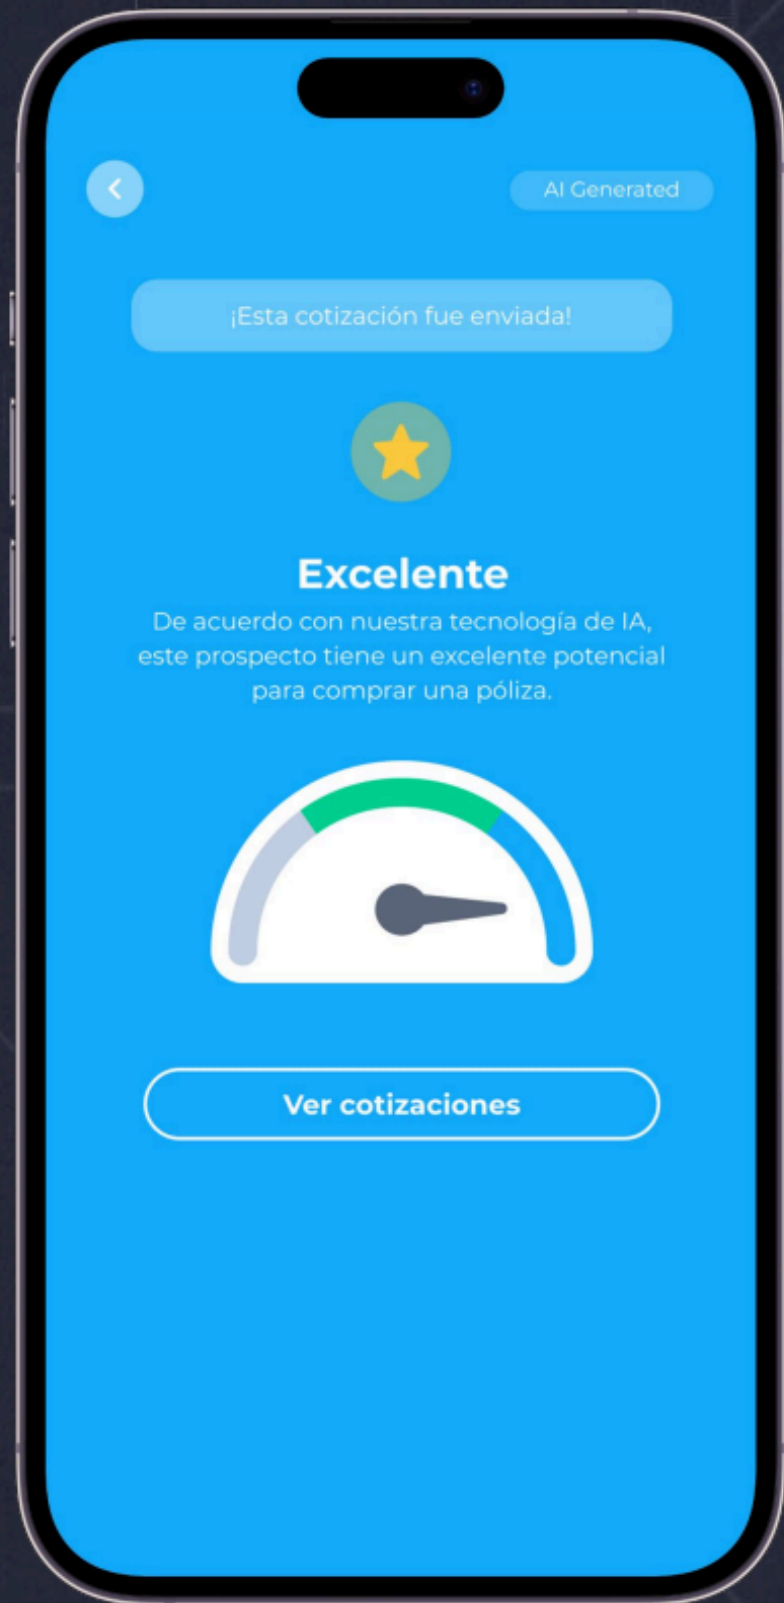 AI Generated
¡Esta cotización fue enviada!
Excelente
De acuerdo con nuestra tecnología de IA,
este prospecto tiene un excelente potencial
para comprar una póliza.
Ver cotizaciones